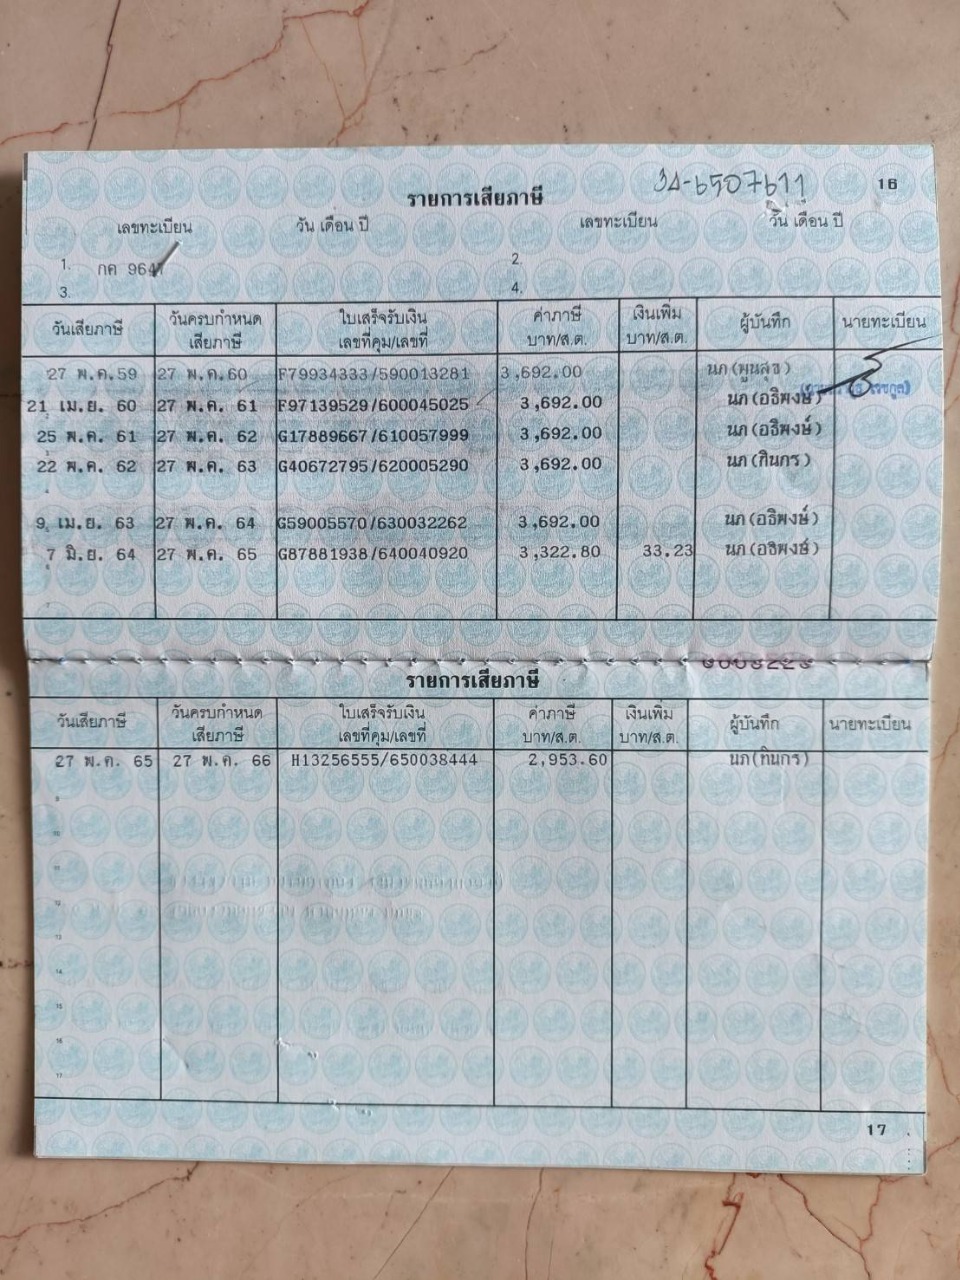 34-6507611
16
รายการเสียภาษี
เลขทะเบียน วัน เดือน ปี เลขทะเบียน วัน เดือน ปี
1. กค 9647 2.
3. 4.
วันเสียภาษี วันครบกำหนดเสียภาษี ใบเสร็จรับเงิน เลขที่คุม/เลขที่ ค่าภาษี บาท/ส.ต. เงินเพิ่ม บาท/ส.ต. ผู้บันทึก นายทะเบียน
27 พ.ค.59 27 พ.ค.60 F79934333/590013281 3,692.00 นภ(พูนสุข)
21 เม.ย. 60 27 พ.ค. 61 F97139529/600045025 3,692.00 นภ(อธิพงษ์)
25 พ.ค. 61 27 พ.ค. 62 G17889667/610057999 3,692.00 นภ(อธิพงษ์)
22 พ.ค. 62 27 พ.ค. 63 G40672795/620005290 3,692.00 นภ(กินกร)
9 เม.ย. 63 27 พ.ค. 64 G59005570/630032262 3,692.00 นภ(อธิพงษ์)
7 มิ.ย. 64 27 พ.ค. 65 G87881938/640040920 3,322.80 33.23 นภ(อธิพงษ์)
รายการเสียภาษี
วันเสียภาษี วันครบกำหนดเสียภาษี ใบเสร็จรับเงิน เลขที่คุม/เลขที่ ค่าภาษี บาท/ส.ต. เงินเพิ่ม บาท/ส.ต. ผู้บันทึก นายทะเบียน
27 พ.ค. 65 27 พ.ค. 66 H13256555/650038444 2,953.60 นภ(กินกร)
9
10
11
12
13
14
15
16
17
17